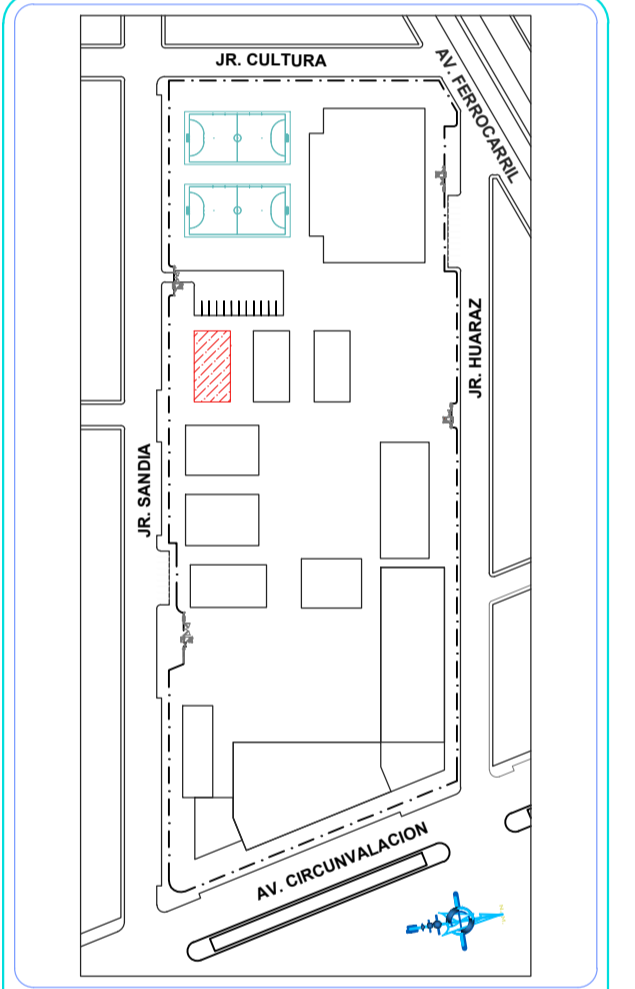 JR. CULTURA
AV. FERROCARRIL
JR. HUARAZ
JR. SANDIA
AV. CIRCUNVALACION